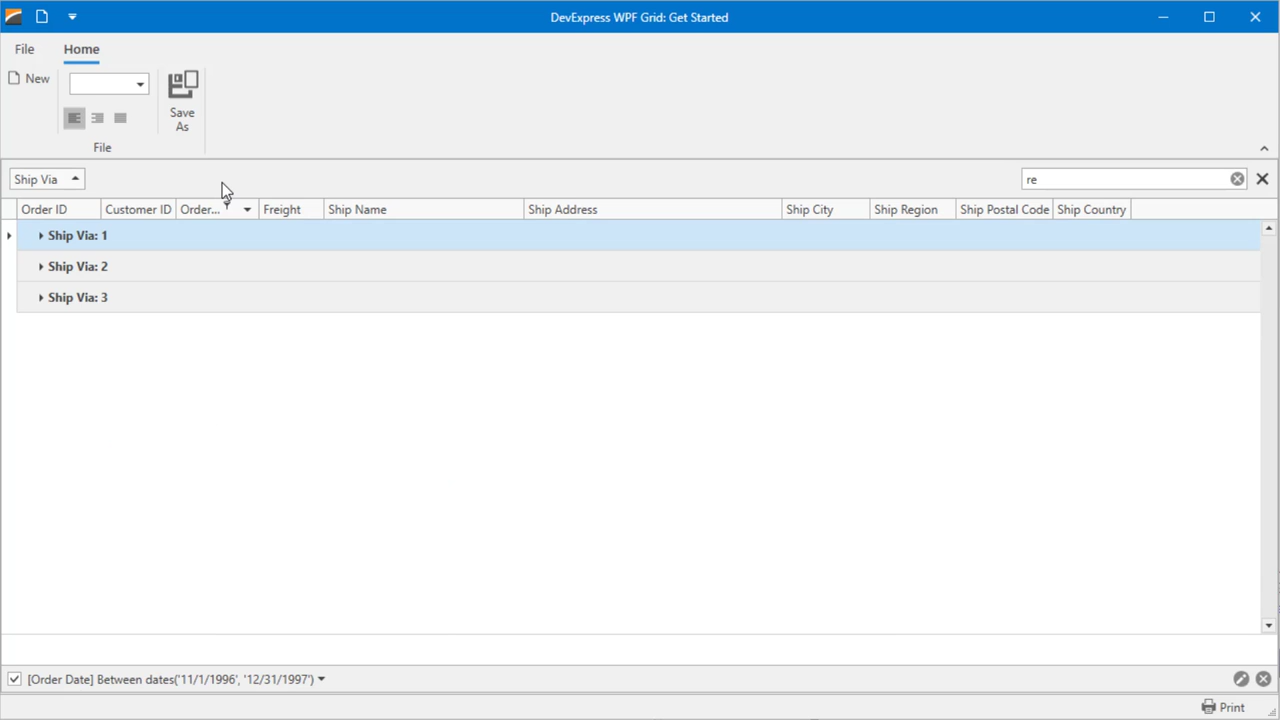 DevExpress WPF Grid: Get Started
File Home
New
Save As
File
Ship Via
re
Order ID Customer ID Order... Freight Ship Name Ship Address Ship City Ship Region Ship Postal Code Ship Country
Ship Via: 1
Ship Via: 2
Ship Via: 3
[Order Date] Between dates('11/1/1996', '12/31/1997')
Print